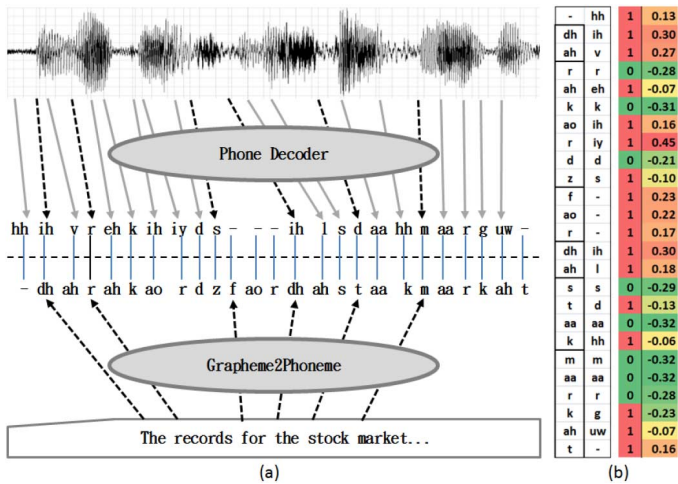 Phone Decoder
hh ih v r eh k ih iy d s - - - ih l s d aa hh m aa r g uw -
- dh ah r ah k ao r d z f ao r dh ah s t aa k m aa r k ah t
Grapheme2Phoneme
The records for the stock market...
(a)
- hh 1 0.13
dh ih 1 0.30
ah v 1 0.27
r r 0 -0.28
ah eh 1 -0.07
k k 0 -0.31
ao ih 1 0.16
r iy 1 0.45
d d 0 -0.21
z s 1 -0.10
f - 1 0.23
ao - 1 0.22
r - 1 0.17
dh ih 1 0.30
ah l 1 0.18
s s 0 -0.29
t d 1 -0.13
aa aa 0 -0.32
k hh 1 -0.06
m m 0 -0.32
aa aa 0 -0.32
r r 0 -0.28
k g 1 -0.23
ah uw 1 -0.07
t - 1 0.16
(b)